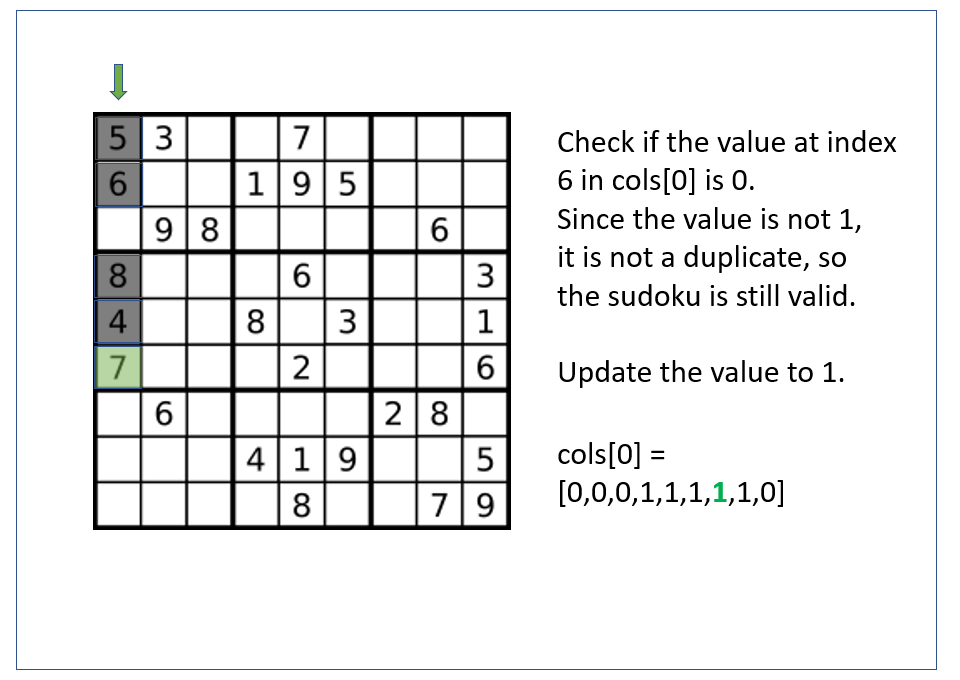 5 3 7
6 1 9 5
9 8 6
8 6 3
4 8 3 1
7 2 6
6 2 8
4 1 9 5
8 7 9
Check if the value at index
6 in cols[0] is 0.
Since the value is not 1,
it is not a duplicate, so
the sudoku is still valid.
Update the value to 1.
cols[0] =
[0,0,0,1,1,1,1,1,0]